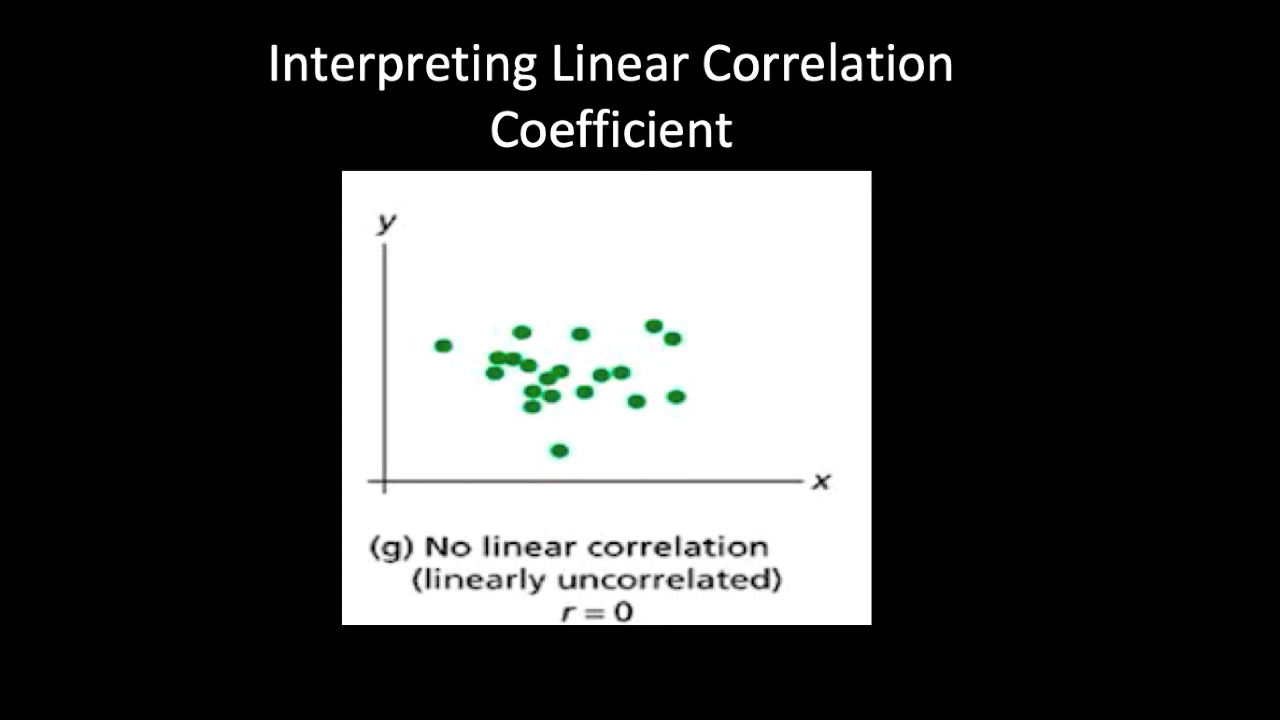 Interpreting Linear Correlation
Coefficient
y
x
(g) No linear correlation
(linearly uncorrelated)
r = 0